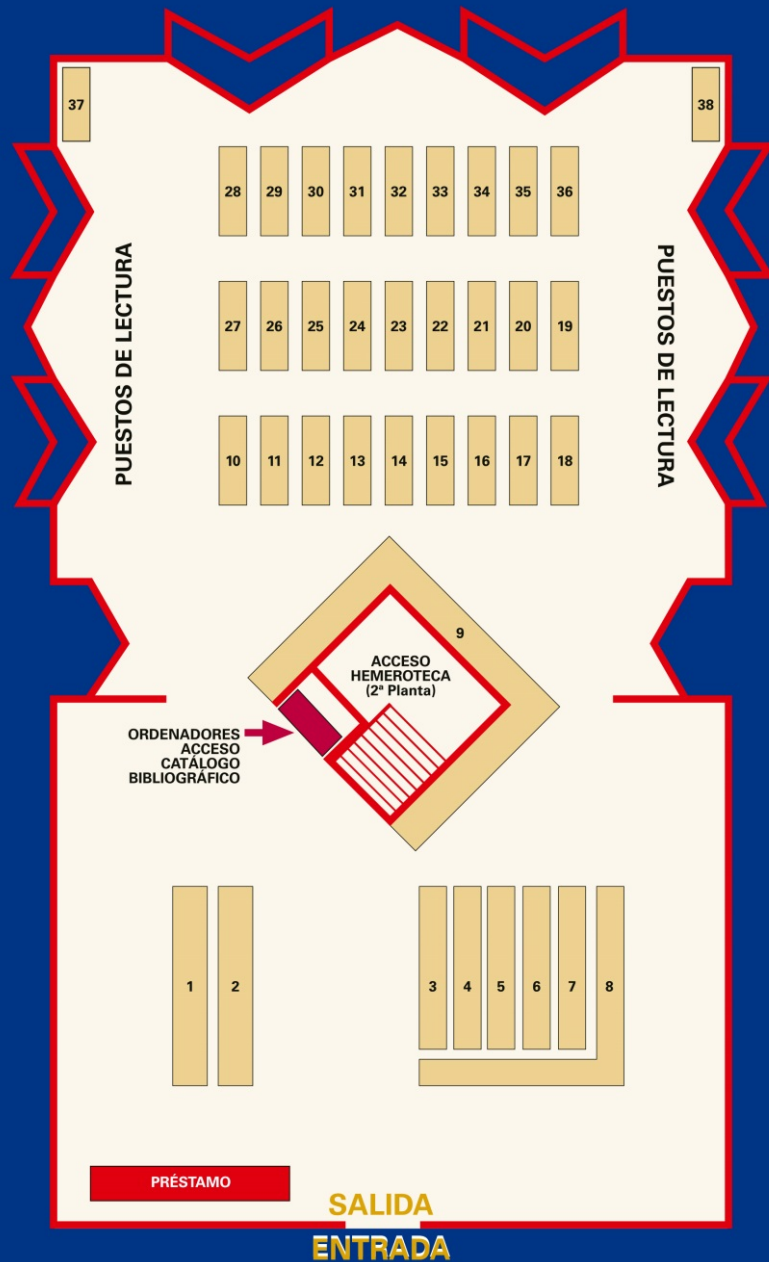 37
38
28 29 30 31 32 33 34 35 36
PUESTOS DE LECTURA
PUESTOS DE LECTURA
27 26 25 24 23 22 21 20 19
10 11 12 13 14 15 16 17 18
9
ACCESO
HEMEROTECA
(2ª Planta)
ORDENADORES
ACCESO
CATÁLOGO
BIBLIOGRÁFICO
1 2 3 4 5 6 7 8
PRÉSTAMO
SALIDA
ENTRADA